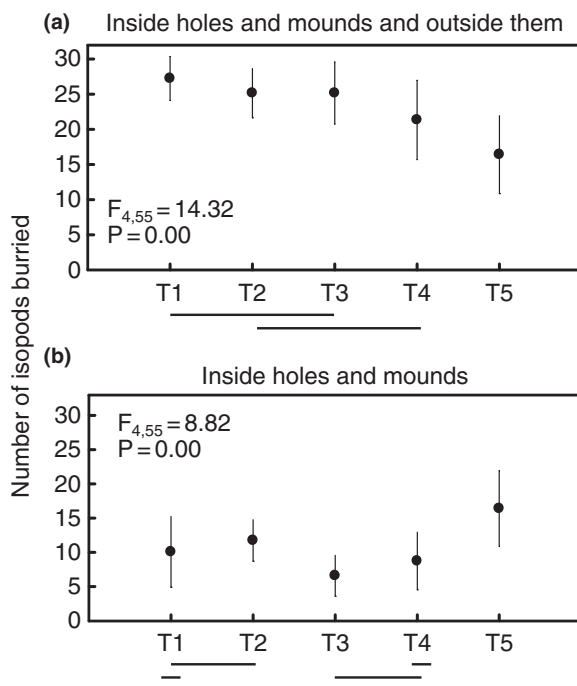 (a) Inside holes and mounds and outside them
30
25
20
15
10
5
0
F4,55 = 14.32
P = 0.00
T1 T2 T3 T4 T5
Number of isopods burried
(b) Inside holes and mounds
30
25
20
15
10
5
0
F4,55 = 8.82
P = 0.00
T1 T2 T3 T4 T5